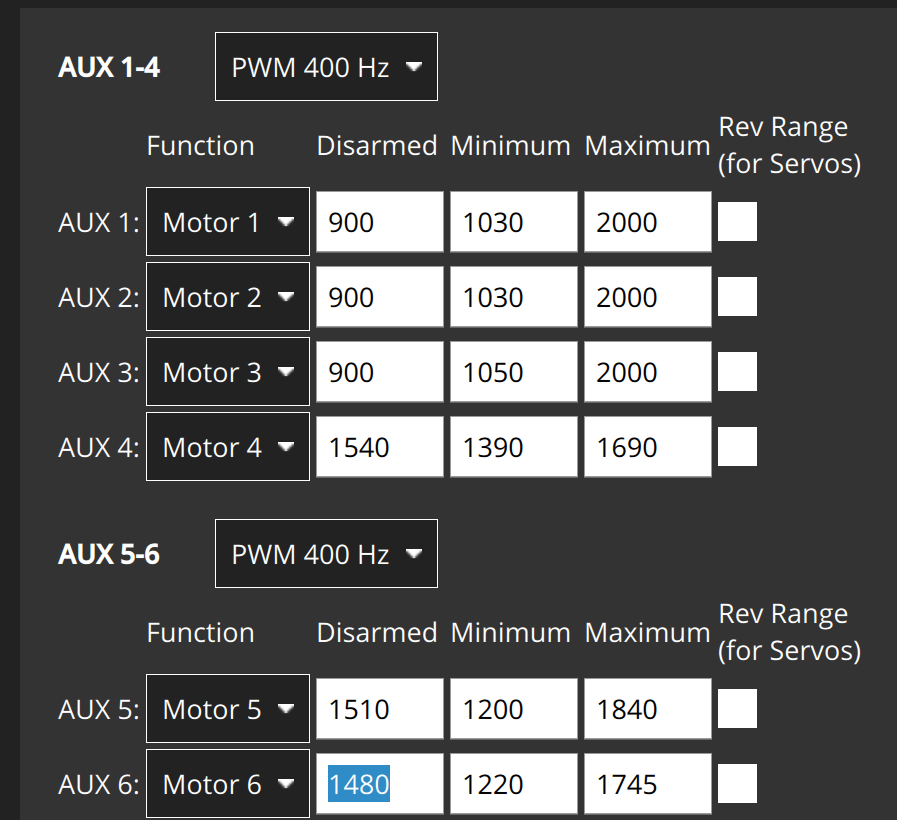 AUX 1-4 PWM 400 Hz
Function Disarmed Minimum Maximum Rev Range (for Servos)
AUX 1: Motor 1 900 1030 2000
AUX 2: Motor 2 900 1030 2000
AUX 3: Motor 3 900 1050 2000
AUX 4: Motor 4 1540 1390 1690
AUX 5-6 PWM 400 Hz
Function Disarmed Minimum Maximum Rev Range (for Servos)
AUX 5: Motor 5 1510 1200 1840
AUX 6: Motor 6 1480 1220 1745